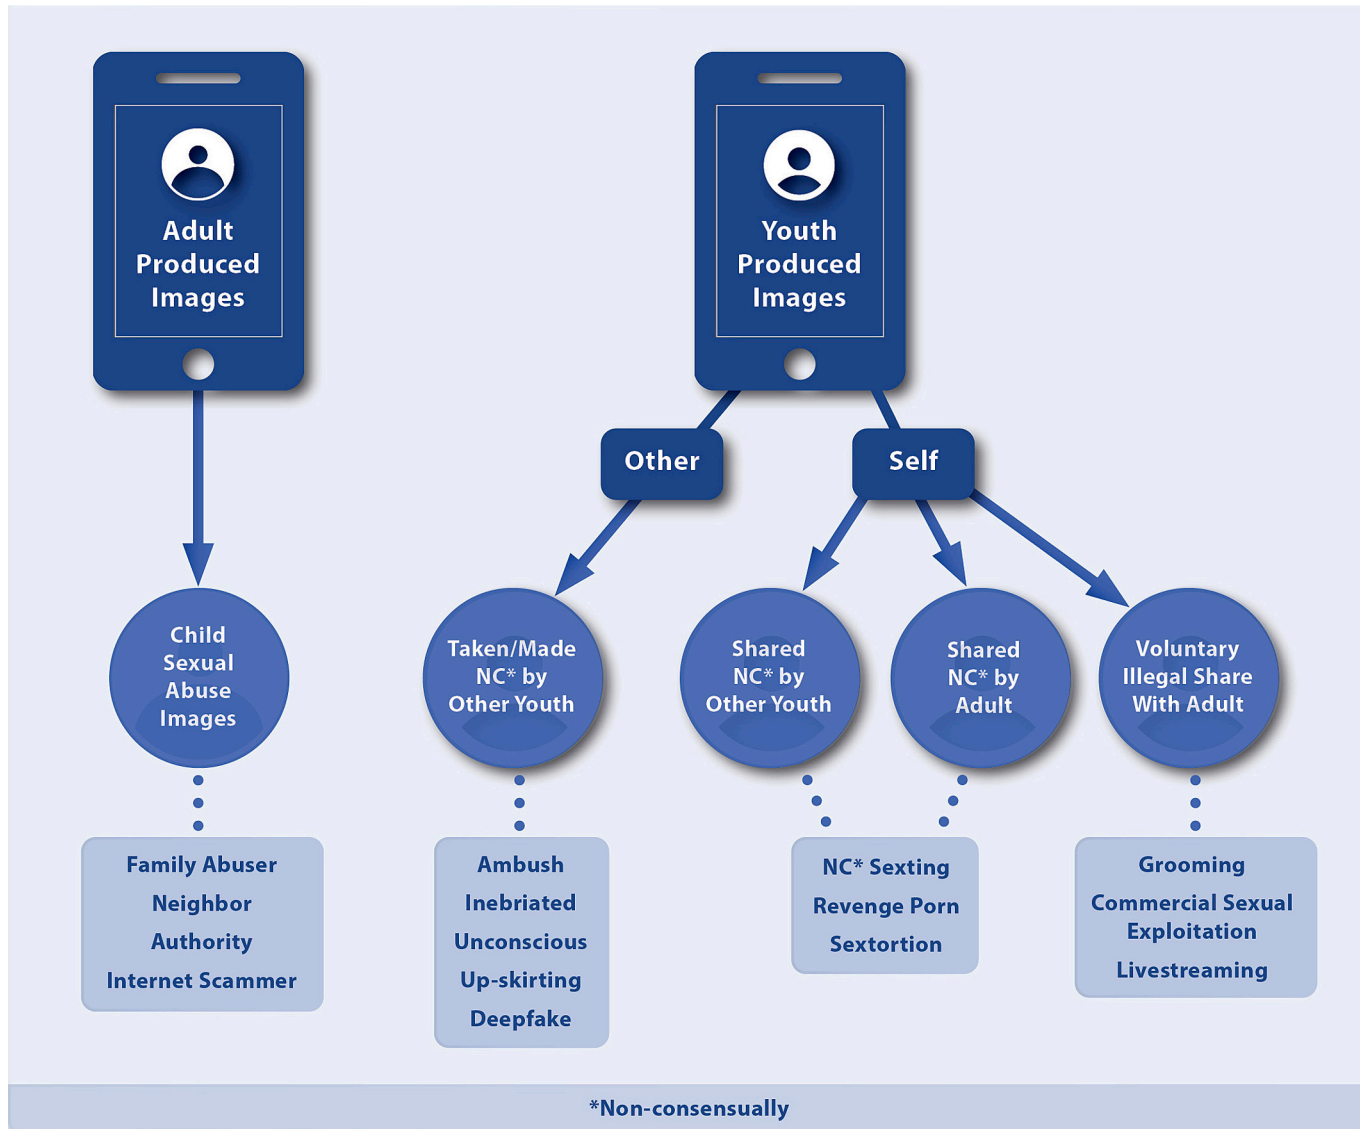 Adult
Produced
Images
Youth
Produced
Images
Other
Self
Child
Sexual
Abuse
Images
Taken/Made
NC* by
Other Youth
Shared
NC* by
Other Youth
Shared
NC* by
Adult
Voluntary
Illegal Share
With Adult
Family Abuser
Neighbor
Authority
Internet Scammer
Ambush
Inebriated
Unconscious
Up-skirting
Deepfake
NC* Sexting
Revenge Porn
Sextortion
Grooming
Commercial Sexual
Exploitation
Livestreaming
*Non-consensually